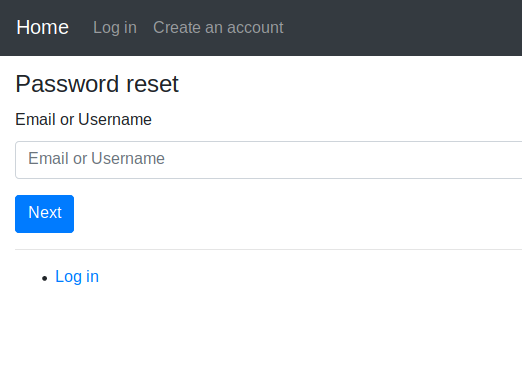 Home Log in Create an account
Password reset
Email or Username
Email or Username
Next
Log in